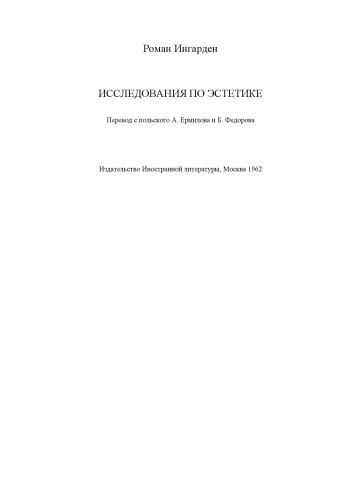 Роман Ингарден
ИССЛЕДОВАНИЯ ПО ЭСТЕТИКЕ
Перевод с польского А. Ермилова и Б. Федорова
Издательство Иностранной литературы, Москва 1962